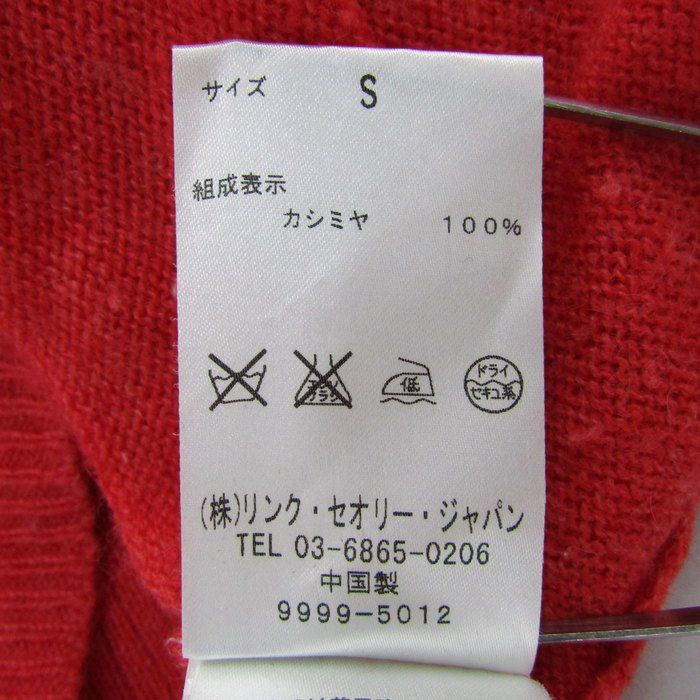 サイズ S
組成表示
カシミヤ 100%
低 ドライ
セキユ系
(株)リンク・セオリー・ジャパン
TEL 03-6865-0206
中国製
9999-5012